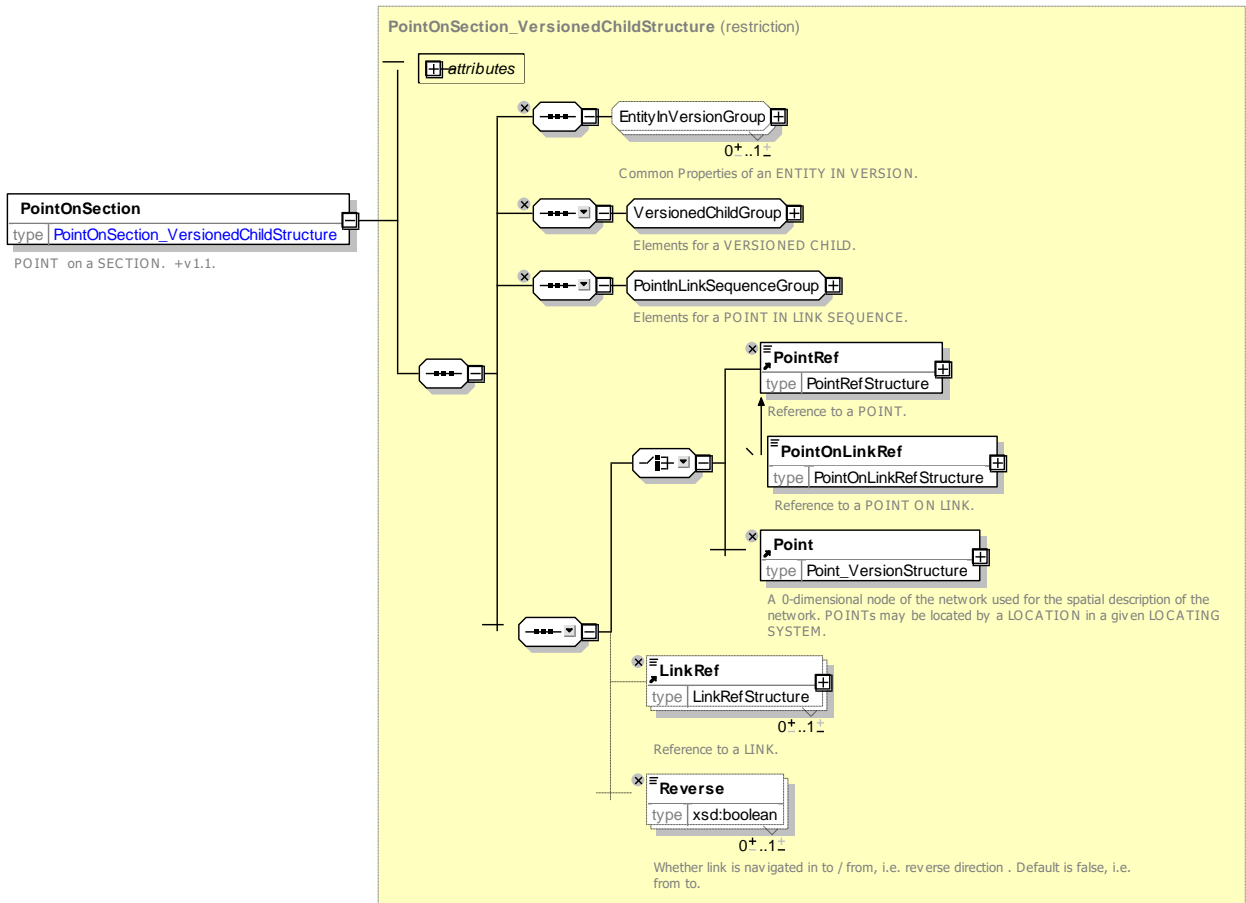 PointOnSection_VersionedChildStructure (restriction)
attributes
EntityInVersionGroup
0..1
Common Properties of an ENTITY IN VERSION.
PointOnSection
type PointOnSection_VersionedChildStructure
POINT on a SECTION. +v1.1.
VersionedChildGroup
Elements for a VERSIONED CHILD.
PointInLinkSequenceGroup
Elements for a POINT IN LINK SEQUENCE.
PointRef
type PointRefStructure
Reference to a POINT.
PointOnLinkRef
type PointOnLinkRefStructure
Reference to a POINT ON LINK.
Point
type Point_VersionStructure
A 0-dimensional node of the network used for the spatial description of the
network. POINTs may be located by a LOCATION in a given LOCATING
SYSTEM.
LinkRef
type LinkRefStructure
0..1
Reference to a LINK.
Reverse
type xsd:boolean
0..1
Whether link is navigated in to / from, i.e. reverse direction . Default is false, i.e.
from to.